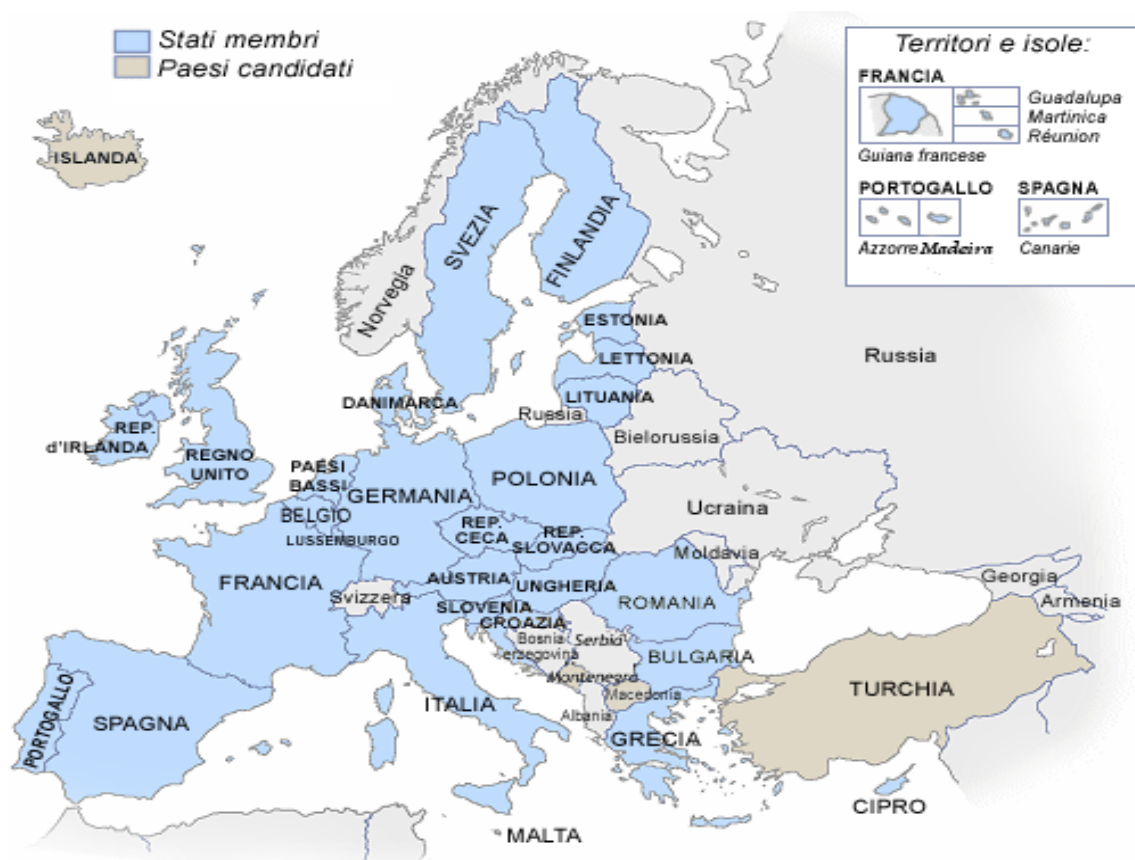 Stati membri
Paesi candidati
Territori e isole:
FRANCIA
Guadalupa
Martinica
Réunion
Guiana francese
PORTOGALLO
SPAGNA
Azzorre
Madeira
Canarie
ISLANDA
SVEZIA
FINLANDIA
Norvegia
ESTONIA
Russia
LETTONIA
LITUANIA
DANIMARCA
Russia
Bielorussia
REP.
d'IRLANDA
REGNO
UNITO
PAESI
BASSI
GERMANIA
POLONIA
BELGIO
LUSSEMBURGO
REP.
CECA
REP.
SLOVACCA
Ucraina
Moldavia
FRANCIA
Svizzera
AUSTRIA
UNGHERIA
ROMANIA
Georgia
Armenia
SLOVENIA
CROAZIA
Bosnia
erzegovina
Serbia
BULGARIA
Montenegro
Macedonia
Albania
PORTOGALLO
SPAGNA
ITALIA
GRECIA
TURCHIA
CIPRO
MALTA